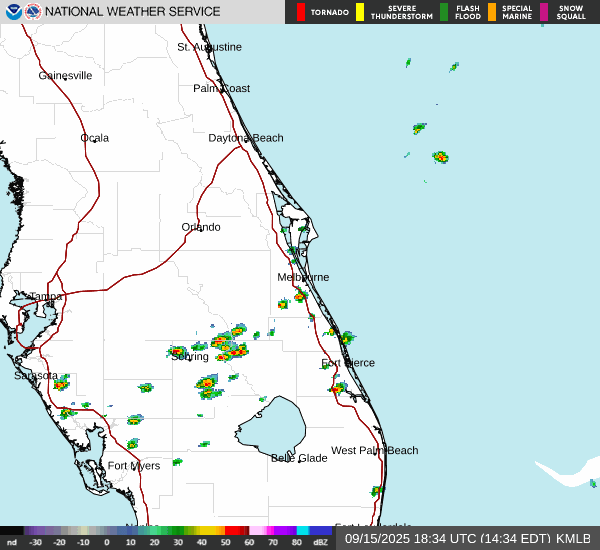 NATIONAL WEATHER SERVICE
TORNADO
SEVERE THUNDERSTORM
FLASH FLOOD
SPECIAL MARINE
SNOW SQUALL
St. Augustine
Gainesville
Palm Coast
Ocala
Daytona Beach
Orlando
Melbourne
Tampa
Sebring
Fort Pierce
Sarasota
West Palm Beach
Belle Glade
Fort Myers
nd -30 -20 -10 0 10 20 30 40 50 60 70 80 dBZ
09/15/2025 18:34 UTC (14:34 EDT) KMLB